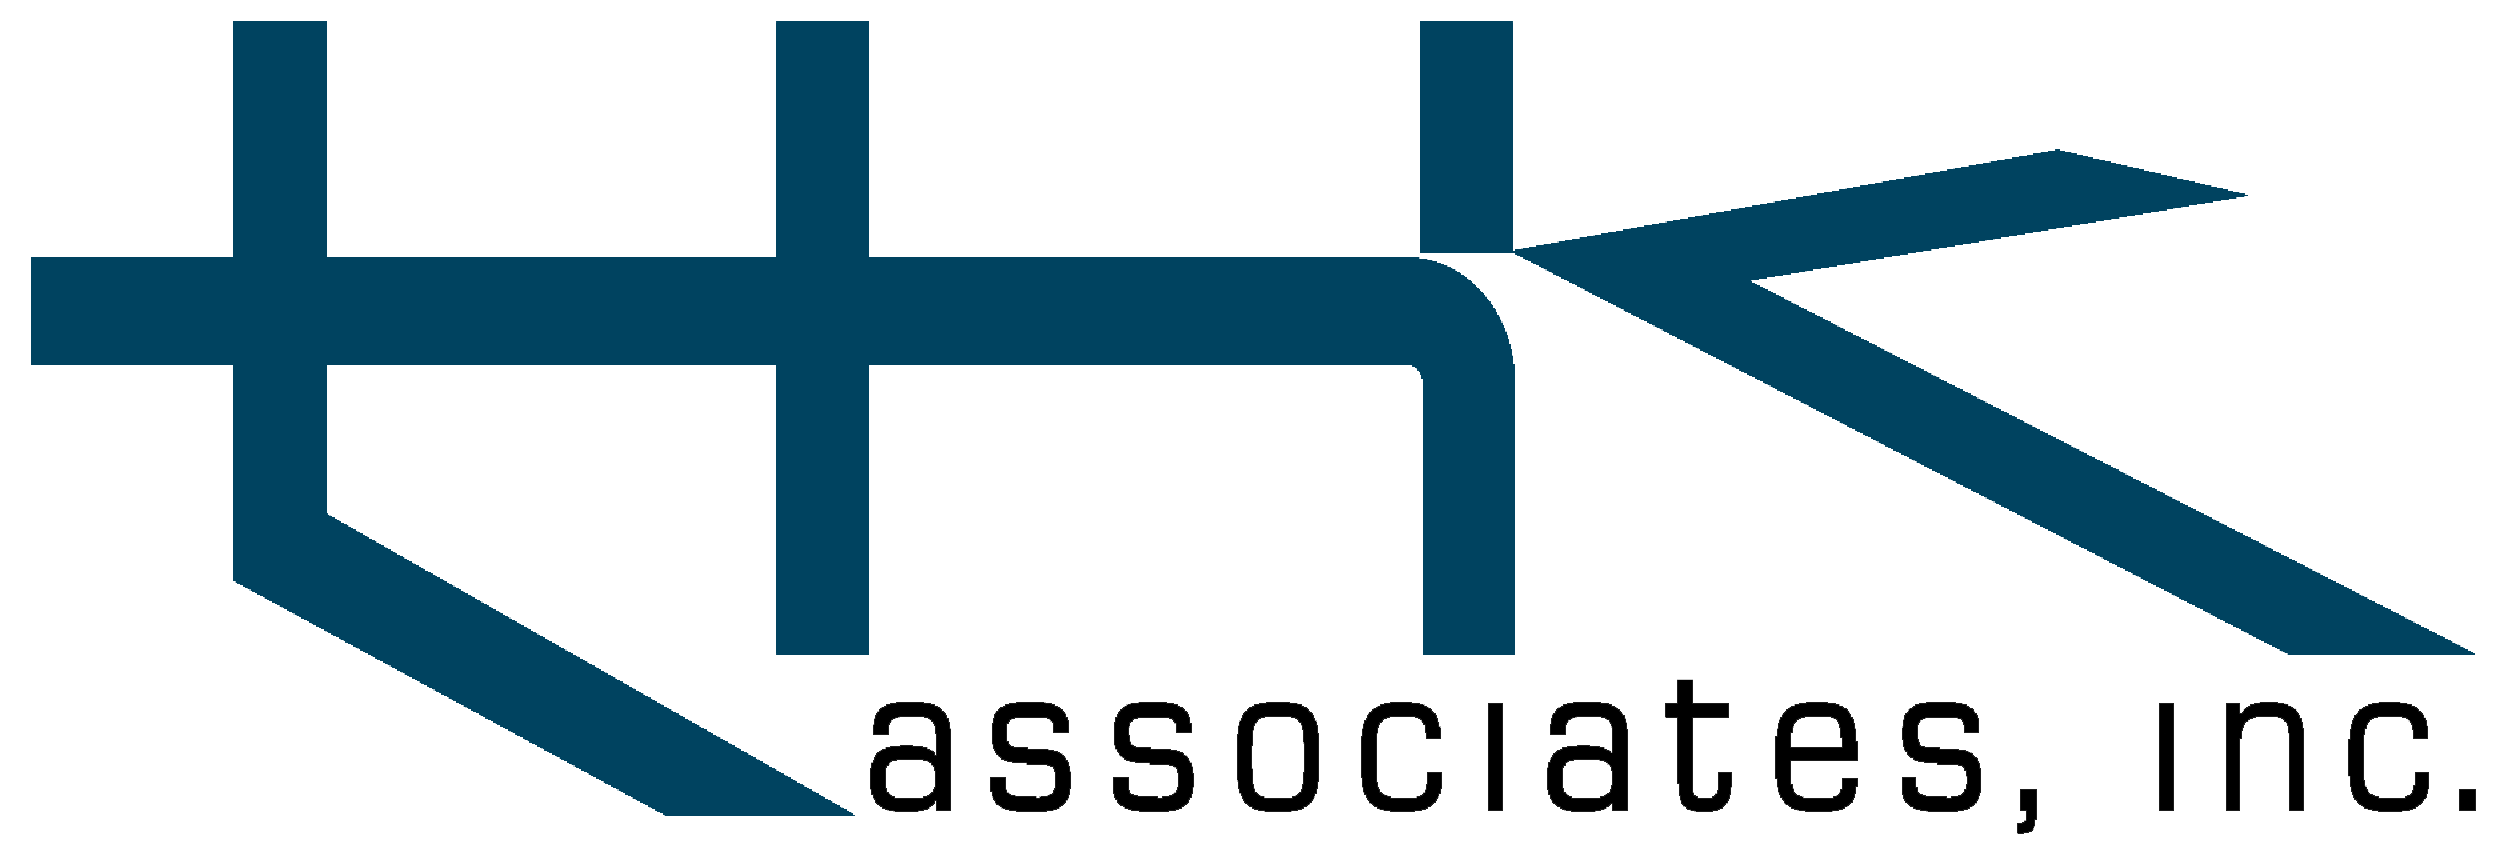 thk
associates, inc.